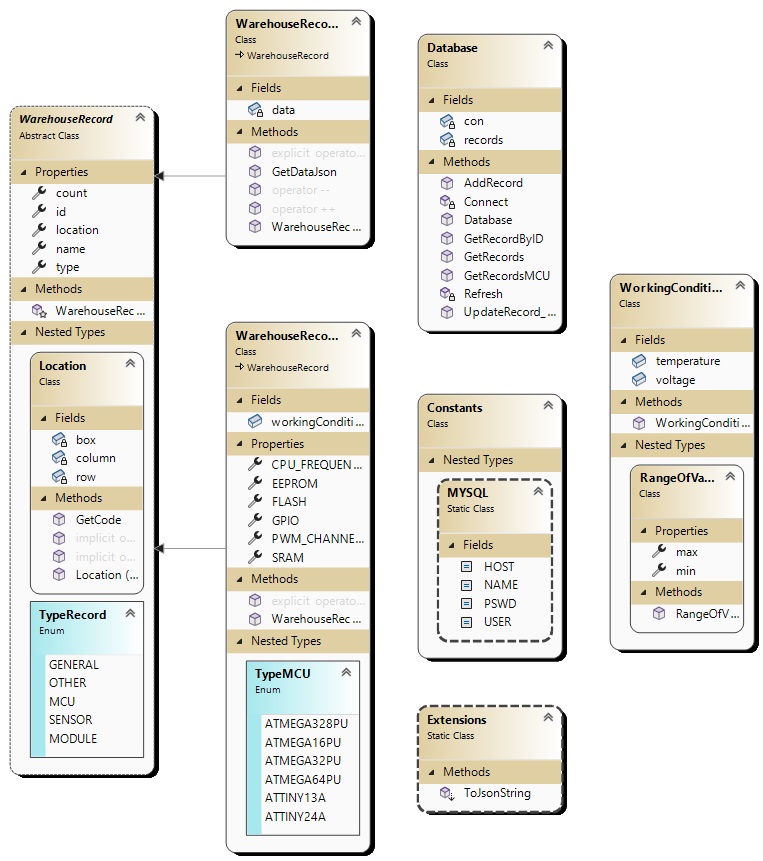 WarehouseRecord
Abstract Class
Properties
count
id
location
name
type
Methods
WarehouseRec ...
Nested Types
Location
Class
Fields
box
column
row
Methods
GetCode
implicit o...
implicit o...
Location (...
TypeRecord
Enum
GENERAL
OTHER
MCU
SENSOR
MODULE
WarehouseReco...
Class
WarehouseRecord
Fields
data
Methods
explicit operato...
GetDataJson
operator --
operator ++
WarehouseRec ...
WarehouseReco...
Class
WarehouseRecord
Fields
workingConditi ...
Properties
CPU_FREQUEN ...
EEPROM
FLASH
GPIO
PWM_CHANNE...
SRAM
Methods
explicit operato...
WarehouseRec ...
Nested Types
TypeMCU
Enum
ATMEGA328PU
ATMEGA16PU
ATMEGA32PU
ATMEGA64PU
ATTINY13A
ATTINY24A
Database
Class
Fields
con
records
Methods
AddRecord
Connect
Database
GetRecordByID
GetRecords
GetRecordsMCU
Refresh
UpdateRecord_ ...
Constants
Class
Nested Types
MYSQL
Static Class
Fields
HOST
NAME
PSWD
USER
Extensions
Static Class
Methods
ToJsonString
WorkingConditi...
Class
Fields
temperature
voltage
Methods
WorkingConditi ...
Nested Types
RangeOfVa...
Class
Properties
max
min
Methods
RangeOfV...